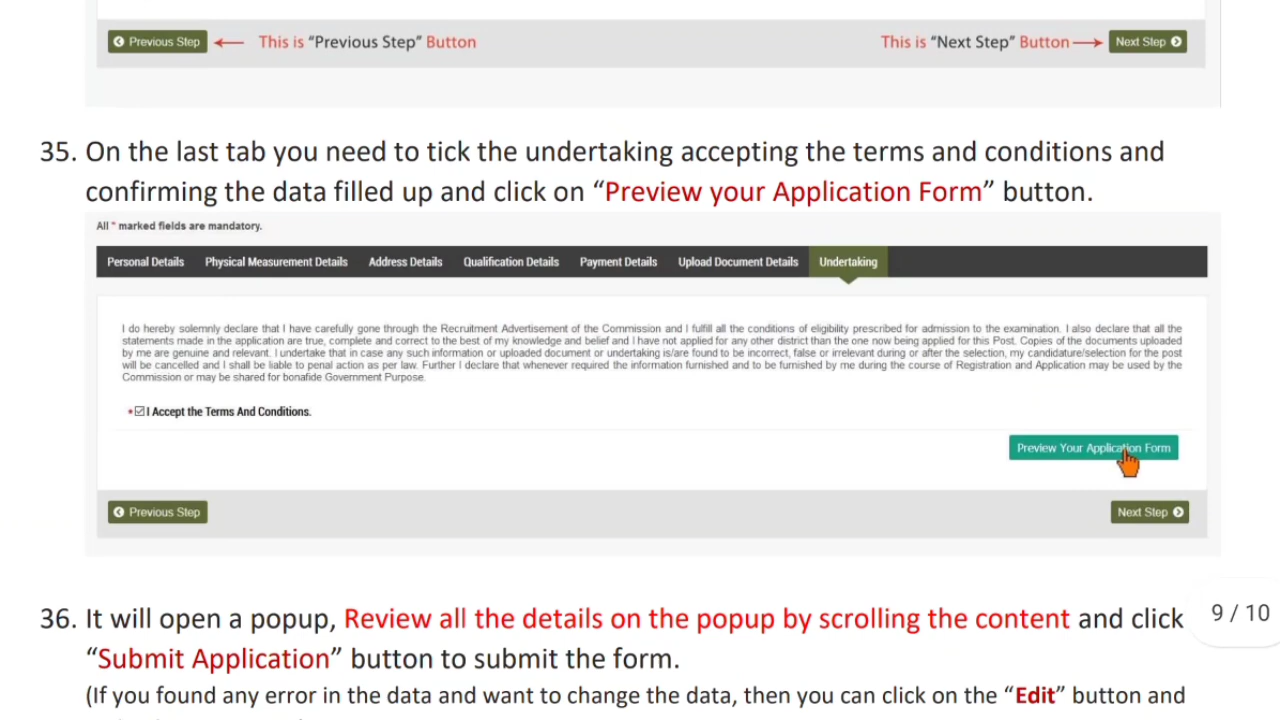 Previous Step This is “Previous Step” Button This is “Next Step” Button Next Step
35. On the last tab you need to tick the undertaking accepting the terms and conditions and
confirming the data filled up and click on “Preview your Application Form” button.
All * marked fields are mandatory.
Personal Details Physical Measurement Details Address Details Qualification Details Payment Details Upload Document Details Undertaking
I do hereby solemnly declare that I have carefully gone through the Recruitment Advertisement of the Commission and I fulfill all the conditions of eligibility prescribed for admission to the examination. I also declare that all the
statements made in the application are true, complete and correct to the best of my knowledge and belief and I have not applied for any other district than the one now being applied for this Post. Copies of the documents uploaded
by me are genuine and relevant. I undertake that in case any such information or uploaded document or undertaking is/are found to be incorrect, false or irrelevant during or after the selection, my candidature/selection for the post
will be cancelled and I shall be liable to penal action as per law. Further I declare that whenever required the information furnished and to be furnished by me during the course of Registration and Application may be used by the
Commission or may be shared for bonafide Government Purpose.
* I Accept the Terms And Conditions.
Preview Your Application Form
Previous Step Next Step
36. It will open a popup, Review all the details on the popup by scrolling the content and click
9 / 10
“Submit Application” button to submit the form.
(If you found any error in the data and want to change the data, then you can click on the “Edit” button and